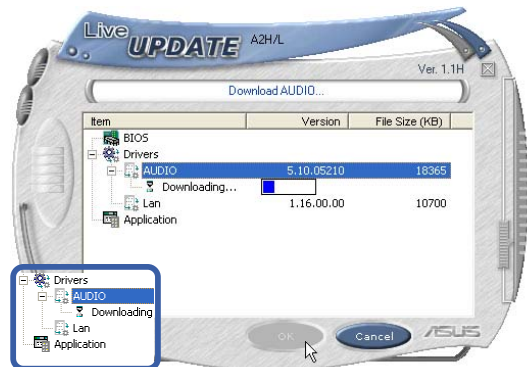 Live UPDATE A2H/L
Ver. 1.1H
Download AUDIO...
Item Version File Size (KB)
BIOS
Drivers
AUDIO 5.10.05210 18365
Downloading...
Lan 1.16.00.00 10700
Application
Drivers
AUDIO
Downloading
Lan
Application
OK Cancel ASUS